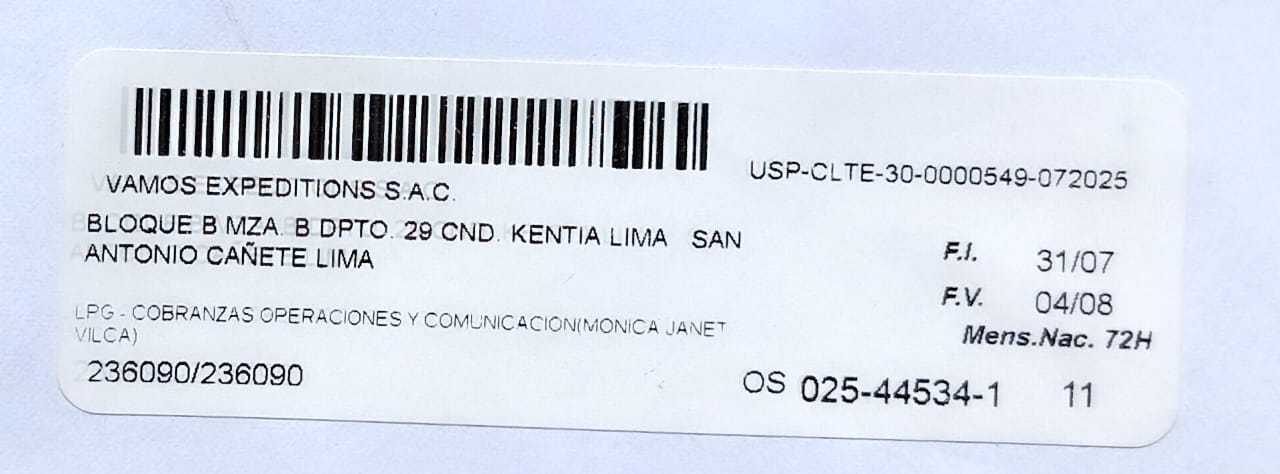 USP-CLTE-30-0000549-072025
VAMOS EXPEDITIONS S.A.C.
BLOQUE B MZA. B DPTO. 29 CND. KENTIA LIMA SAN
ANTONIO CAÑETE LIMA
F.I. 31/07
F.V. 04/08
Mens.Nac. 72H
LPG - COBRANZAS OPERACIONES Y COMUNICACION(MONICA JANET
VILCA)
236090/236090
OS 025-44534-1 11